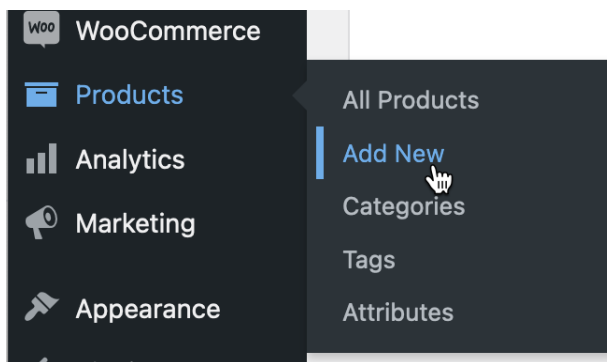 Woo
WooCommerce
Products
Analytics
Marketing
Appearance
All Products
Add New
Categories
Tags
Attributes